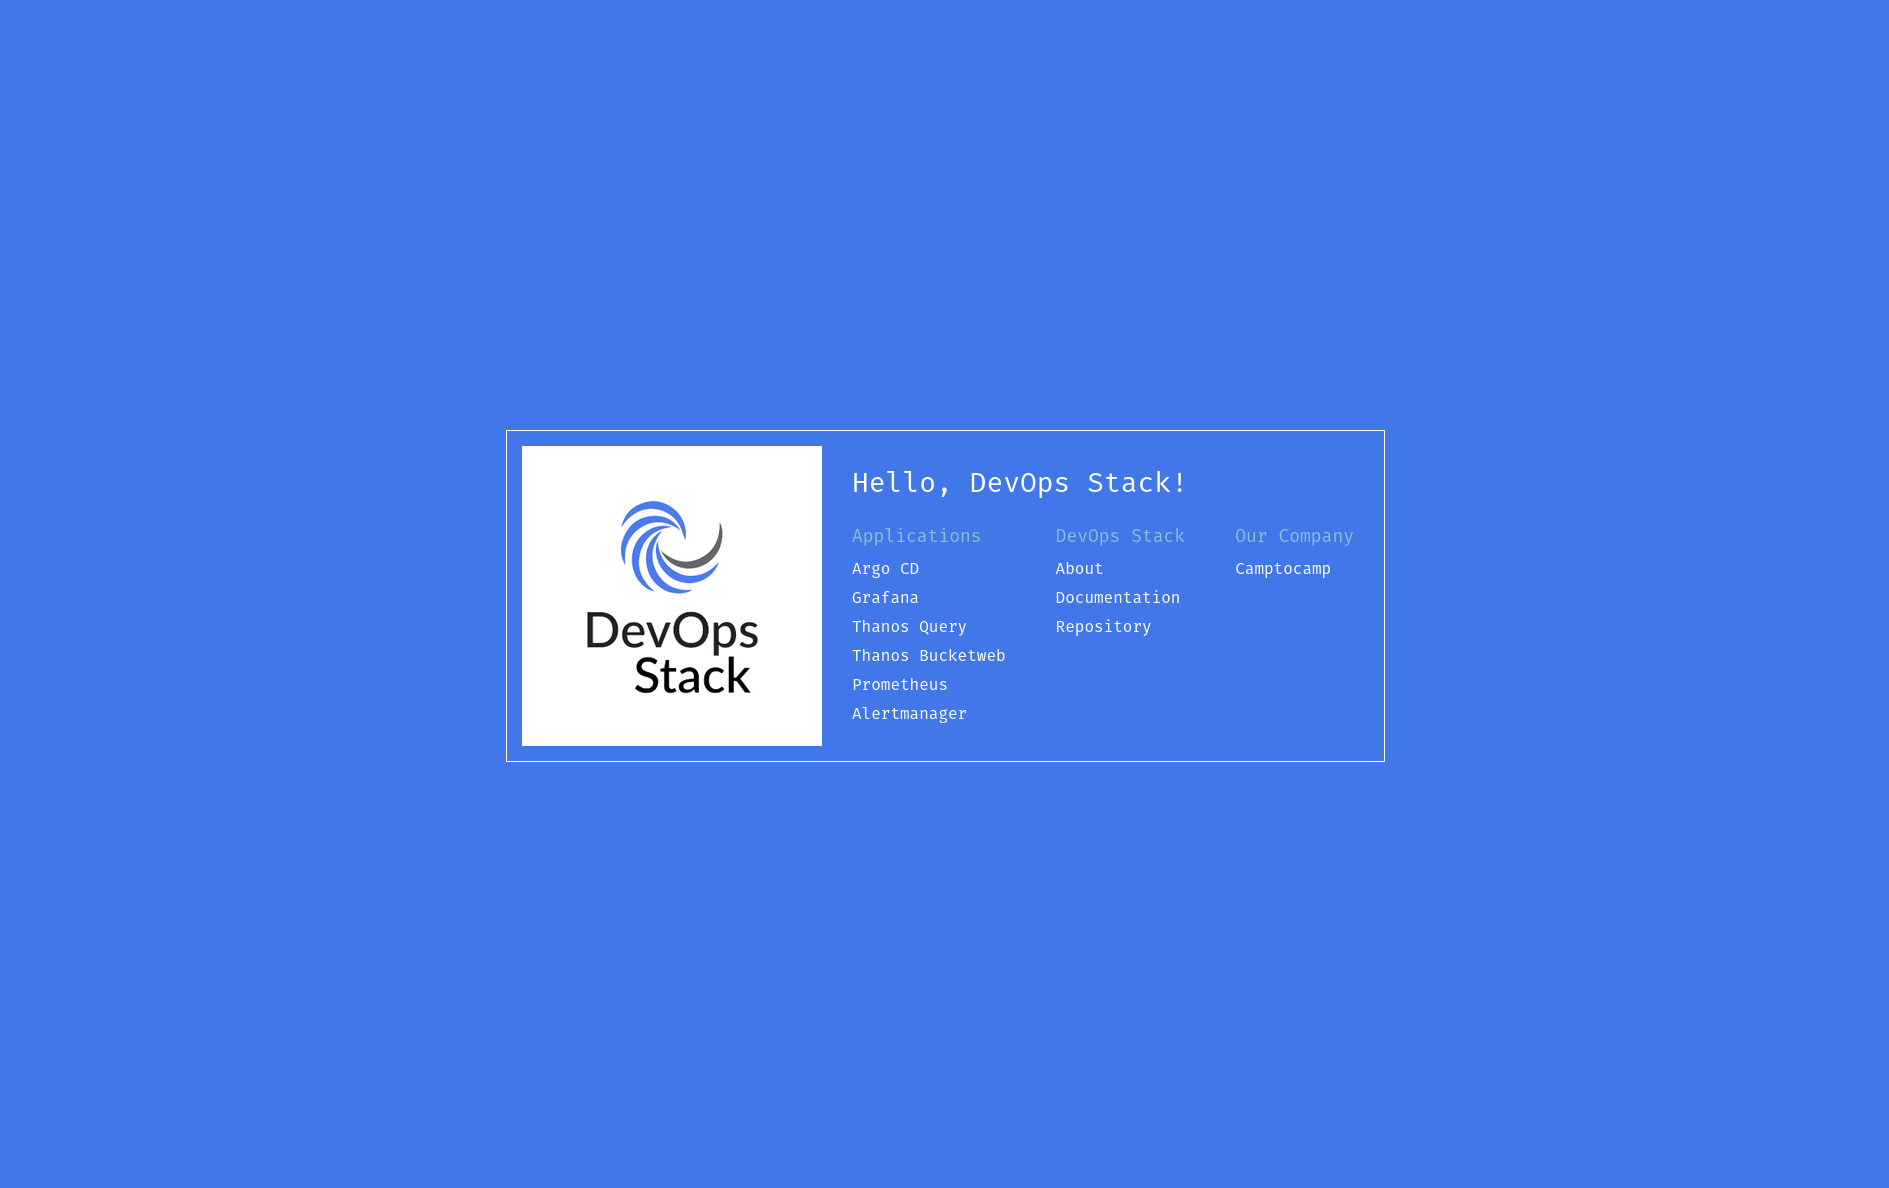 DevOps
Stack
Hello, DevOps Stack!
Applications
Argo CD
Grafana
Thanos Query
Thanos Bucketweb
Prometheus
Alertmanager
DevOps Stack
About
Documentation
Repository
Our Company
Camptocamp